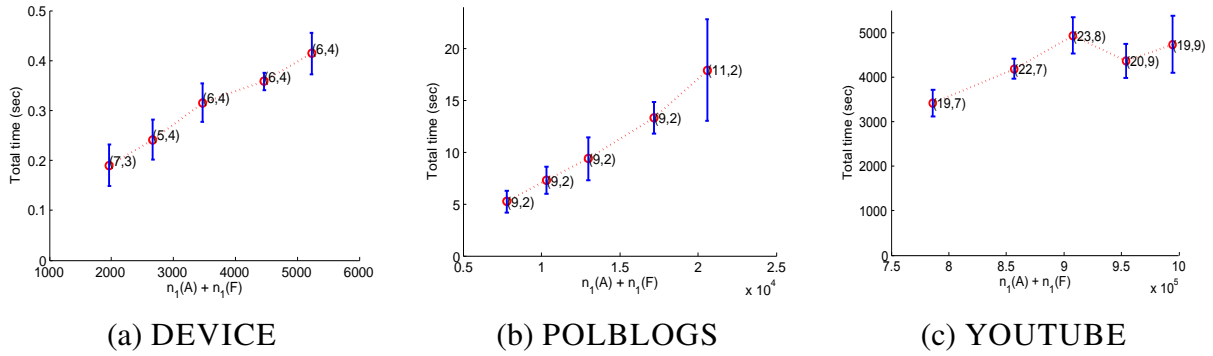 0.5
0.4
0.3
0.2
0.1
0
Total time (sec)
(7,3)
(5,4)
(6,4)
(6,4)
(6,4)
1000 2000 3000 4000 5000 6000
n1(A) + n1(F)
(a) DEVICE
20
15
10
5
0
Total time (sec)
(9,2)
(9,2)
(9,2)
(9,2)
(11,2)
0.5 1 1.5 2 2.5
n1(A) + n1(F)
x 10^4
(b) POLBLOGS
5000
4000
3000
2000
1000
0
Total time (sec)
(19,7)
(22,7)
(23,8)
(20,9)
(19,9)
7.5 8 8.5 9 9.5 10
n1(A) + n1(F)
x 10^5
(c) YOUTUBE